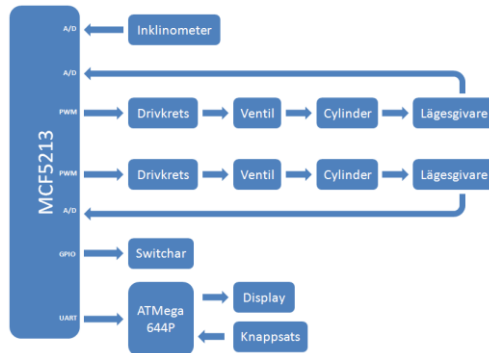 MCF5213
A/D
Inklinometer
A/D
PWM
Drivkrets
Ventil
Cylinder
Lägesgivare
PWM
Drivkrets
Ventil
Cylinder
Lägesgivare
A/D
GPIO
Switchar
UART
ATMega
644P
Display
Knappsats